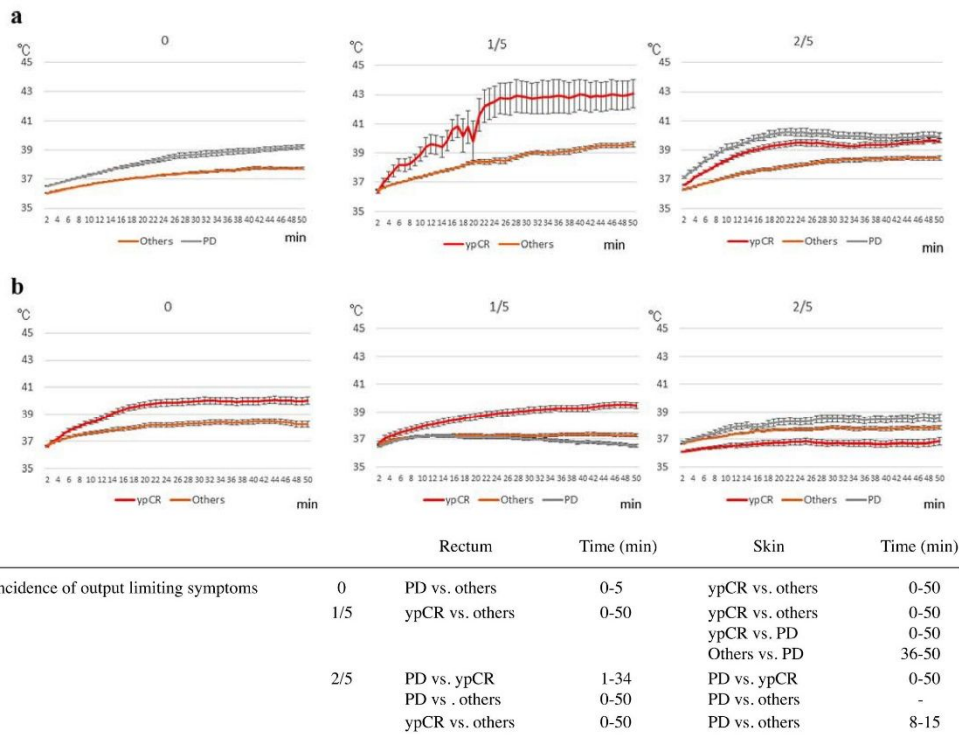 a
0
1/5
2/5
°C
°C
°C
45
43
41
39
37
35
45
43
41
39
37
35
45
43
41
39
37
35
2 4 6 8 10 12 14 16 18 20 22 24 26 28 30 32 34 36 38 40 42 44 46 48 50
2 4 6 8 10 12 14 16 18 20 22 24 26 28 30 32 34 36 38 40 42 44 46 48 50
2 4 6 8 10 12 14 16 18 20 22 24 26 28 30 32 34 36 38 40 42 44 46 48 50
Others PD min
ypCR Others min
ypCR Others PD min
b
0
1/5
2/5
°C
°C
°C
45
43
41
39
37
35
45
43
41
39
37
35
45
43
41
39
37
35
2 4 6 8 10 12 14 16 18 20 22 24 26 28 30 32 34 36 38 40 42 44 46 48 50
2 4 6 8 10 12 14 16 18 20 22 24 26 28 30 32 34 36 38 40 42 44 46 48 50
2 4 6 8 10 12 14 16 18 20 22 24 26 28 30 32 34 36 38 40 42 44 46 48 50
ypCR Others min
ypCR Others PD min
ypCR Others PD min
Rectum Time (min) Skin Time (min)
ncidence of output limiting symptoms 0 PD vs. others 0-5 ypCR vs. others 0-50
1/5 ypCR vs. others 0-50 ypCR vs. others 0-50
ypCR vs. PD 0-50
Others vs. PD 36-50
2/5 PD vs. ypCR 1-34 PD vs. ypCR 0-50
PD vs . others 0-50 PD vs. others -
ypCR vs. others 0-50 PD vs. others 8-15